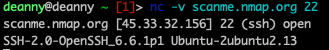 deanny@deanny ~ [1]> nc -v scanme.nmap.org 22
scanme.nmap.org [45.33.32.156] 22 (ssh) open
SSH-2.0-OpenSSH_6.6.1p1 Ubuntu-2ubuntu2.13